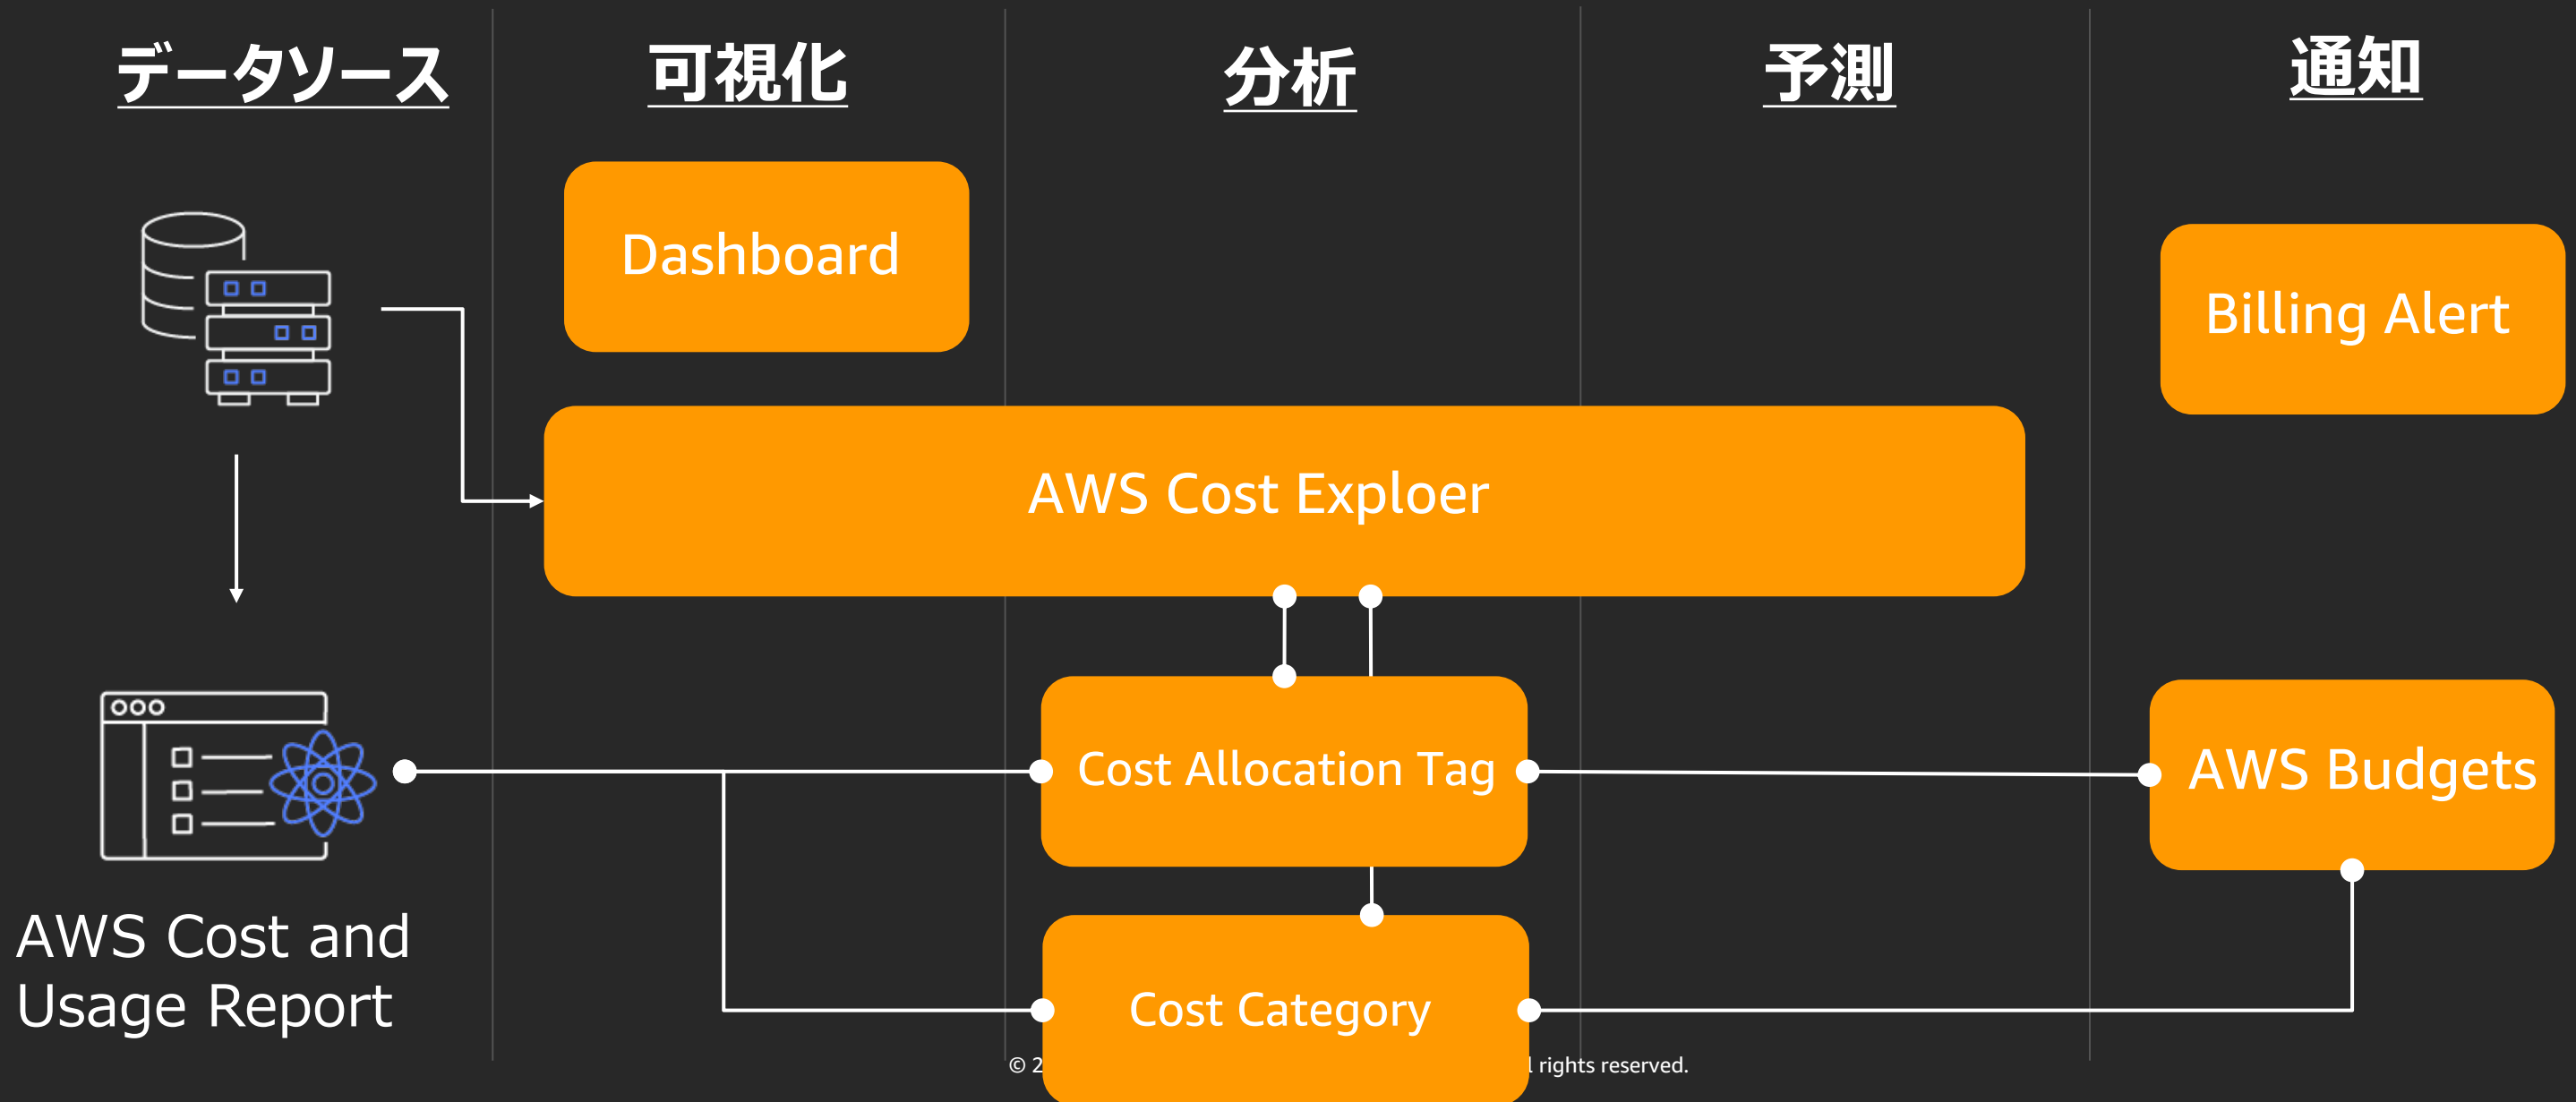 データソース
可視化
分析
予測
通知
Dashboard
Billing Alert
AWS Cost Exploer
Cost Allocation Tag
AWS Budgets
AWS Cost and
Usage Report
Cost Category
© 2
rights reserved.